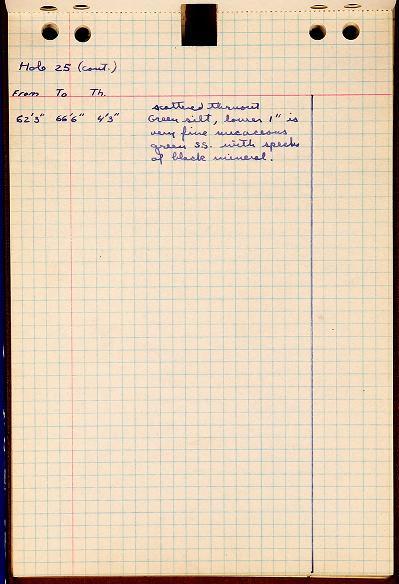 Hole 25 (cont.)
From To Th.
scattered thruout
62'3" 66'6" 4'3" Green silt, lower 1" is
very fine micaceous
green ss. with specks
of black mineral.